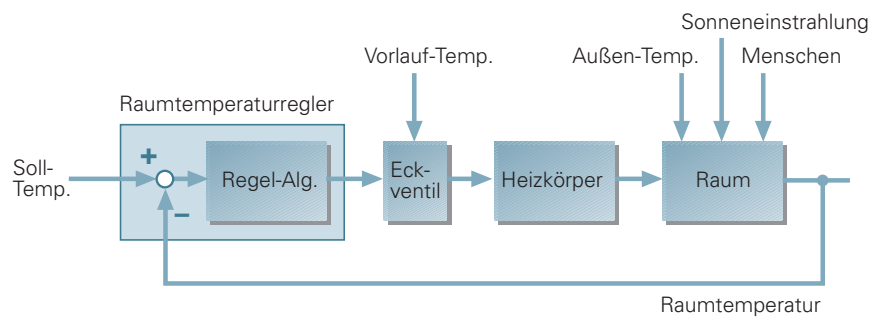 Sonneneinstrahlung
Vorlauf-Temp.
Außen-Temp.
Menschen
Raumtemperaturregler
+
Soll-
Temp.
Regel-Alg.
Eck-
ventil
Heizkörper
Raum
–
Raumtemperatur